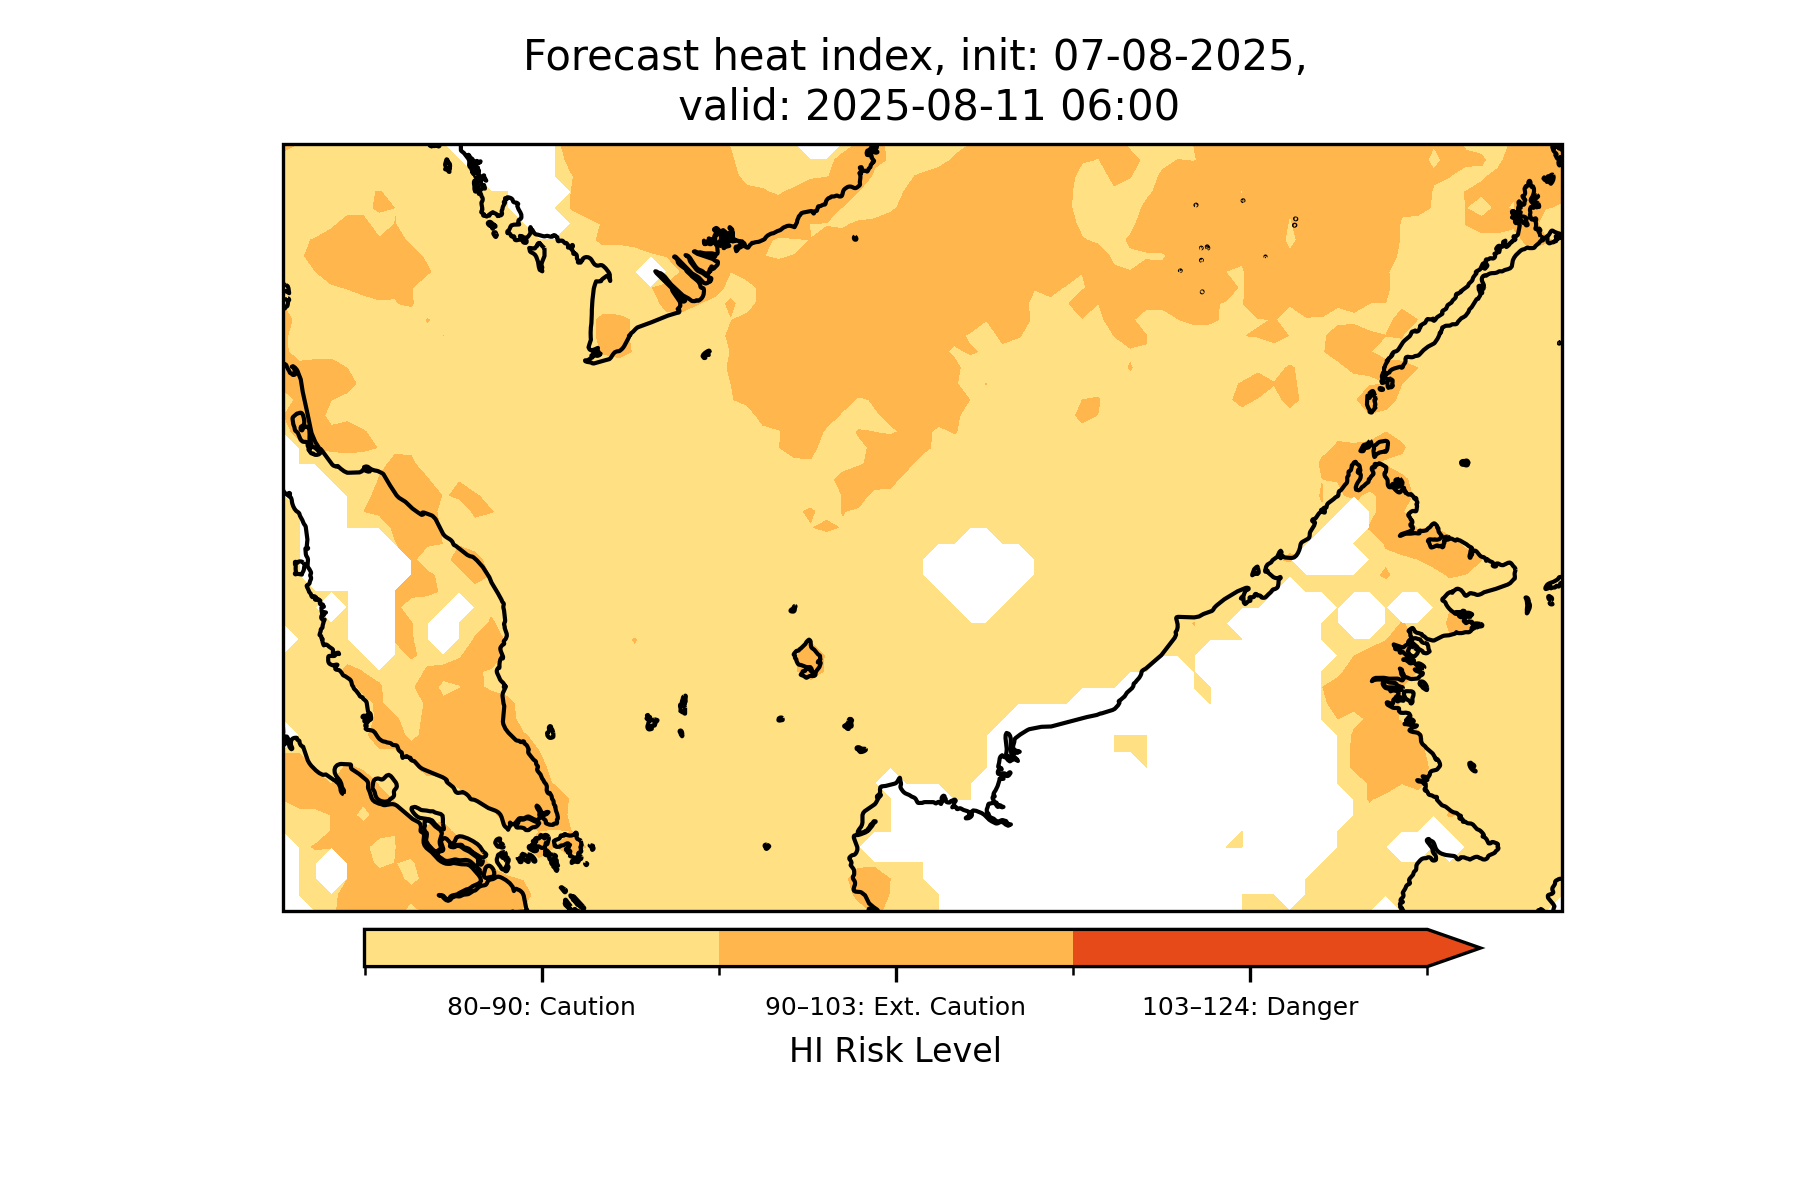 Forecast heat index, init: 07-08-2025,
valid: 2025-08-11 06:00
80–90: Caution
90–103: Ext. Caution
103–124: Danger
HI Risk Level